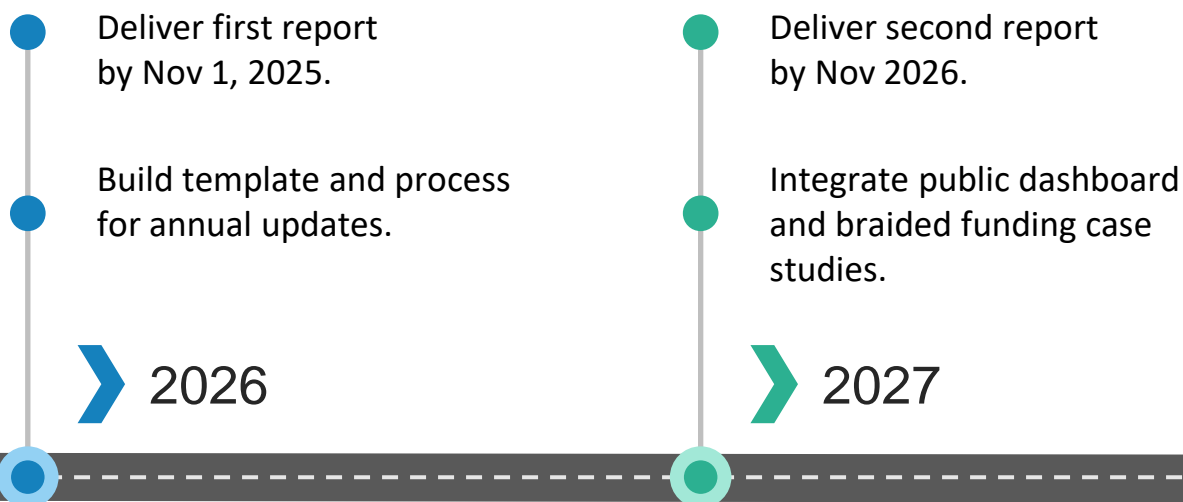 Deliver first report
by Nov 1, 2025.
Build template and process
for annual updates.
2026
Deliver second report
by Nov 2026.
Integrate public dashboard
and braided funding case
studies.
2027